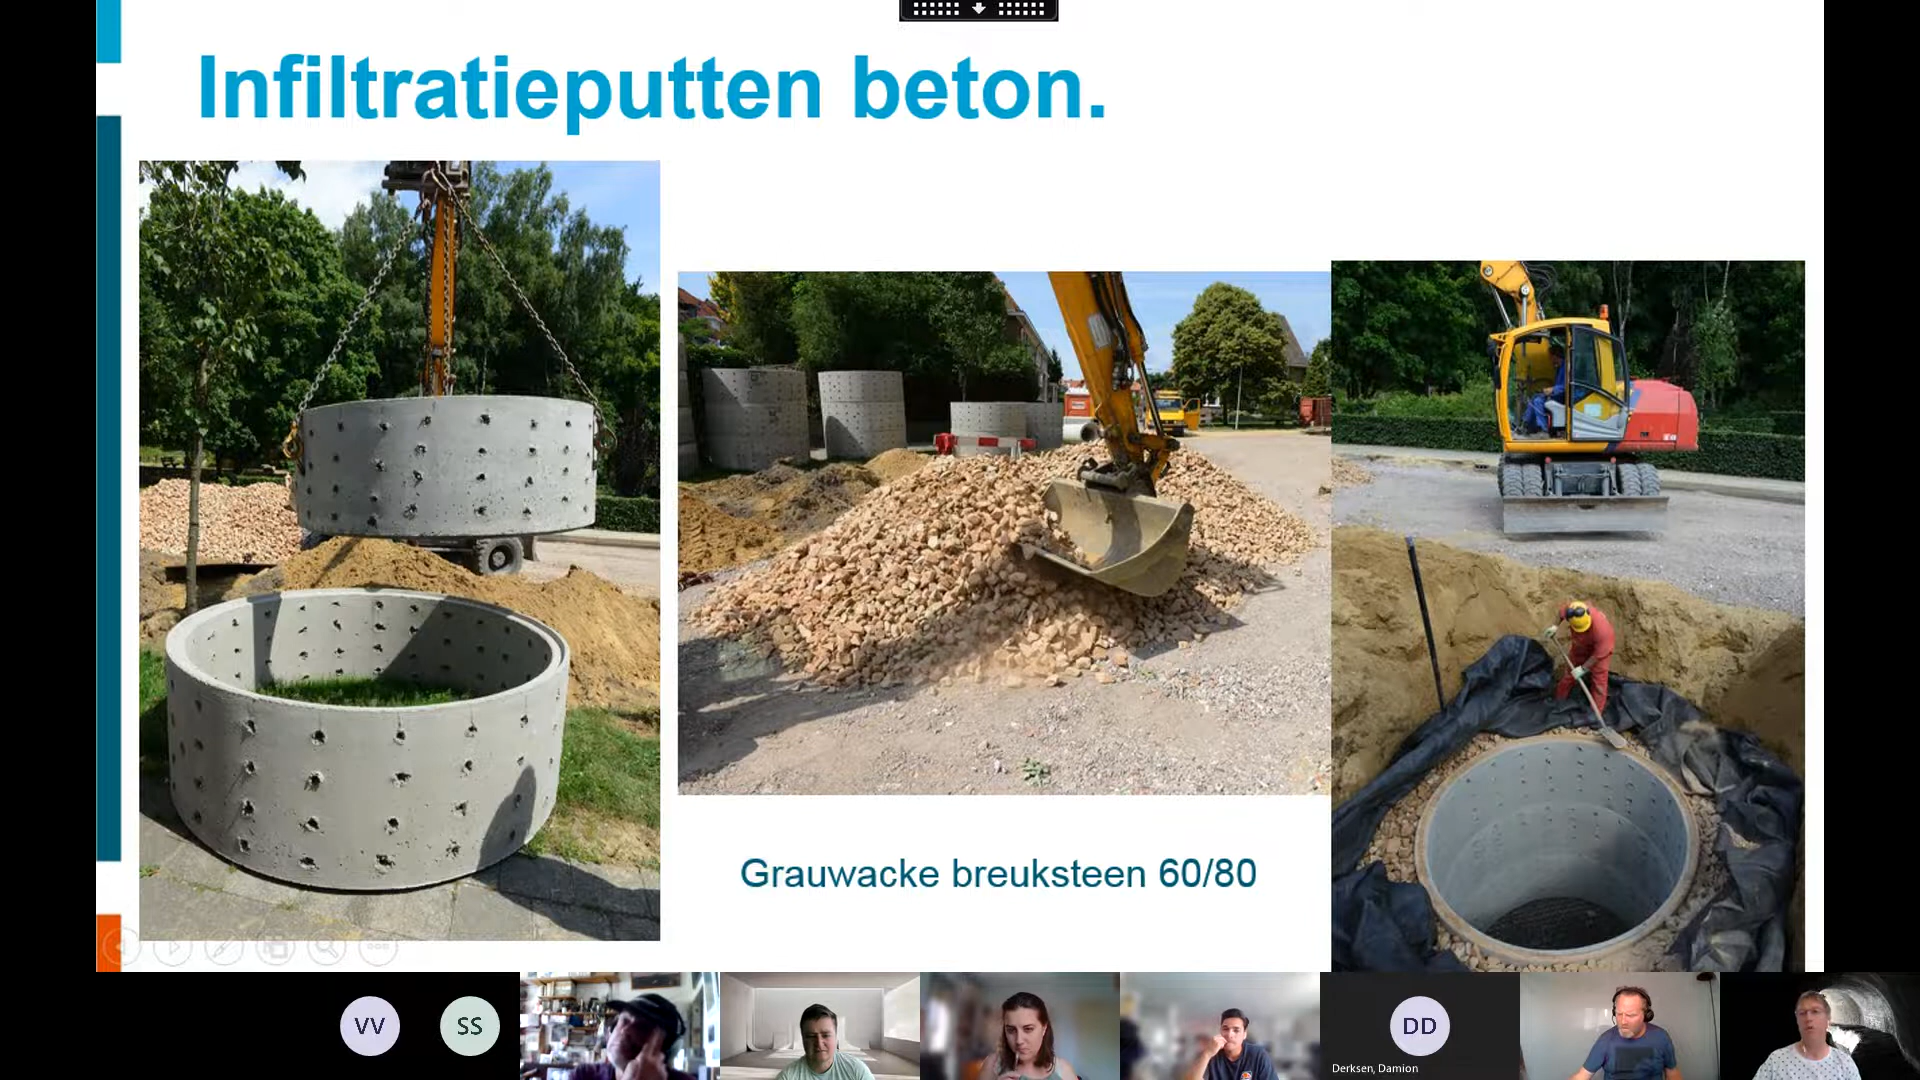 Infiltratieputten beton.
Grauwacke breuksteen 60/80
VV
SS
DD
Derksen, Damion